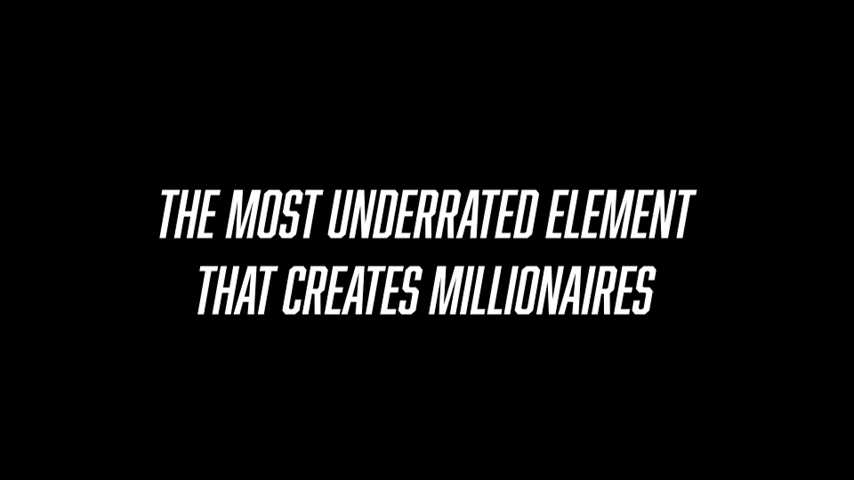 THE MOST UNDERRATED ELEMENT
THAT CREATES MILLIONAIRES